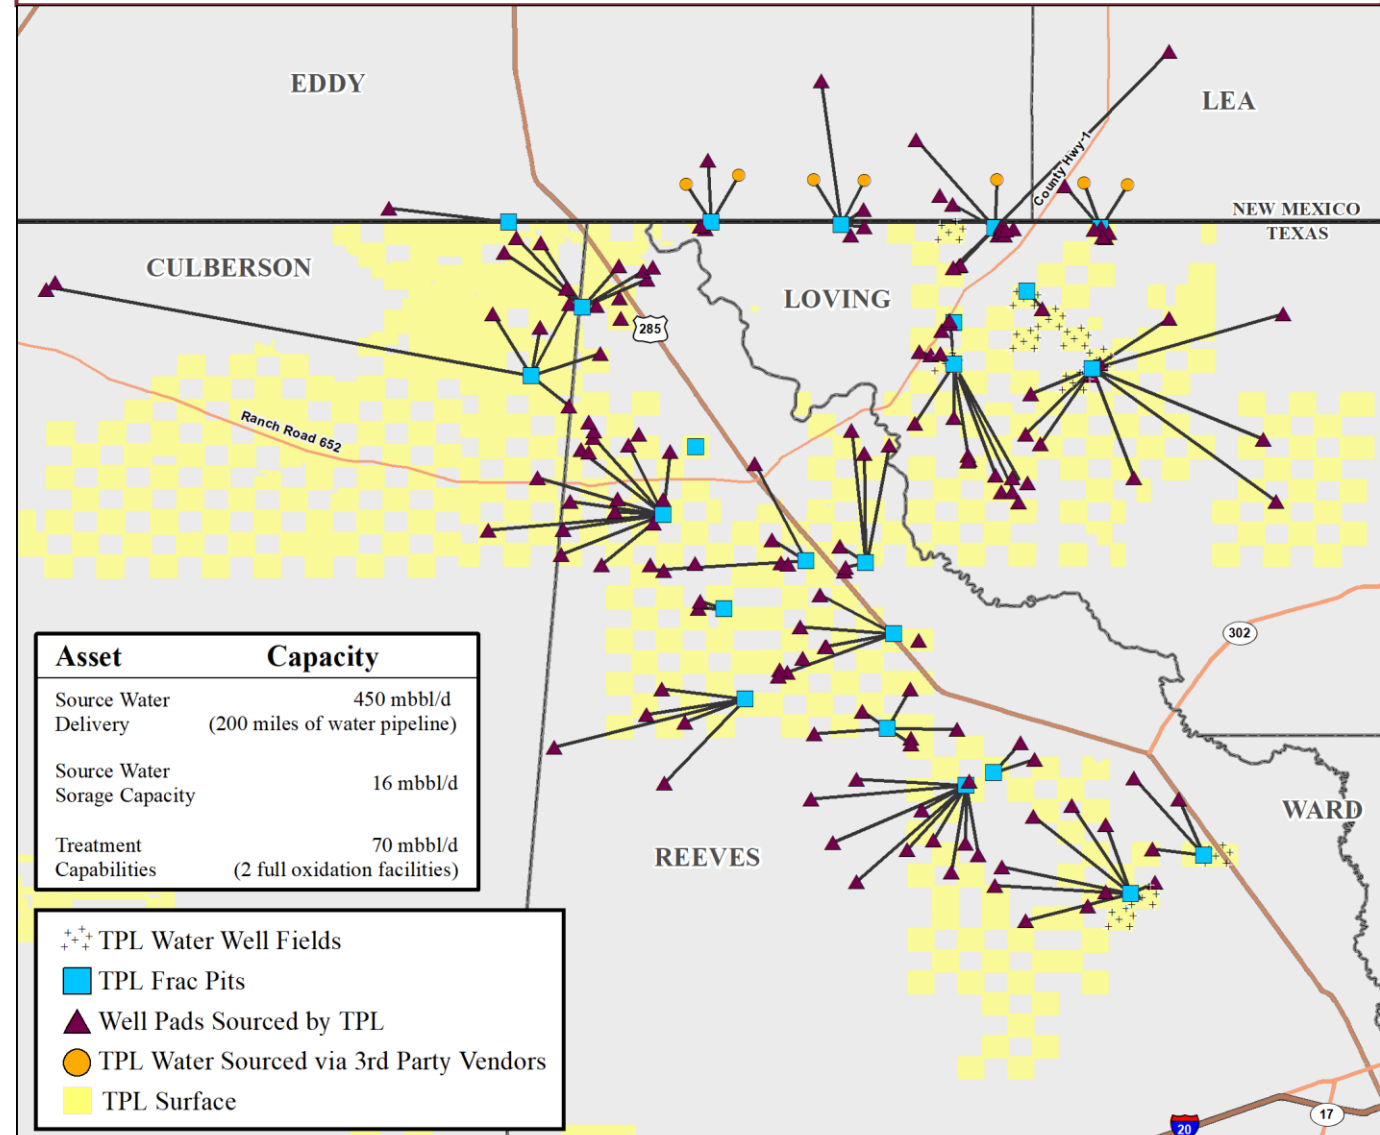 EDDY
LEA
County Hwy-1
NEW MEXICO
TEXAS
CULBERSON
LOVING
285
Ranch Road 652
302
WARD
REEVES
Asset Capacity
Source Water 450 mbbl/d
Delivery (200 miles of water pipeline)
Source Water
Sorage Capacity 16 mbbl/d
Treatment 70 mbbl/d
Capabilities (2 full oxidation facilities)
TPL Water Well Fields
TPL Frac Pits
Well Pads Sourced by TPL
TPL Water Sourced via 3rd Party Vendors
TPL Surface
17
20